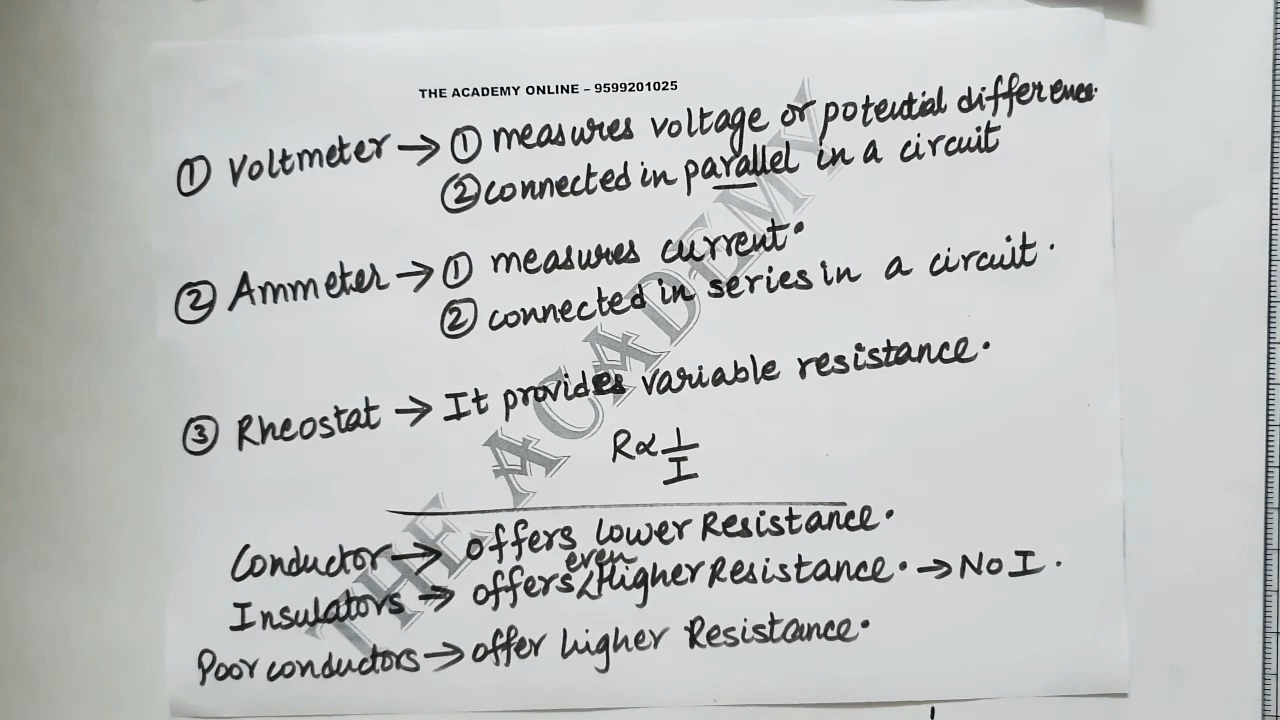 THE ACADEMY ONLINE – 9599201025
① Voltmeter → ① measures voltage or potential difference.
② connected in parallel in a circuit
② Ammeter → ① measures current.
② connected in series in a circuit.
③ Rheostat → It provides variable resistance.
R∝ 1/I
Conductor → offers lower Resistance.
Insulators → offers even Higher Resistance. → No I.
Poor conductors → offer higher Resistance.
THE ACADEMY